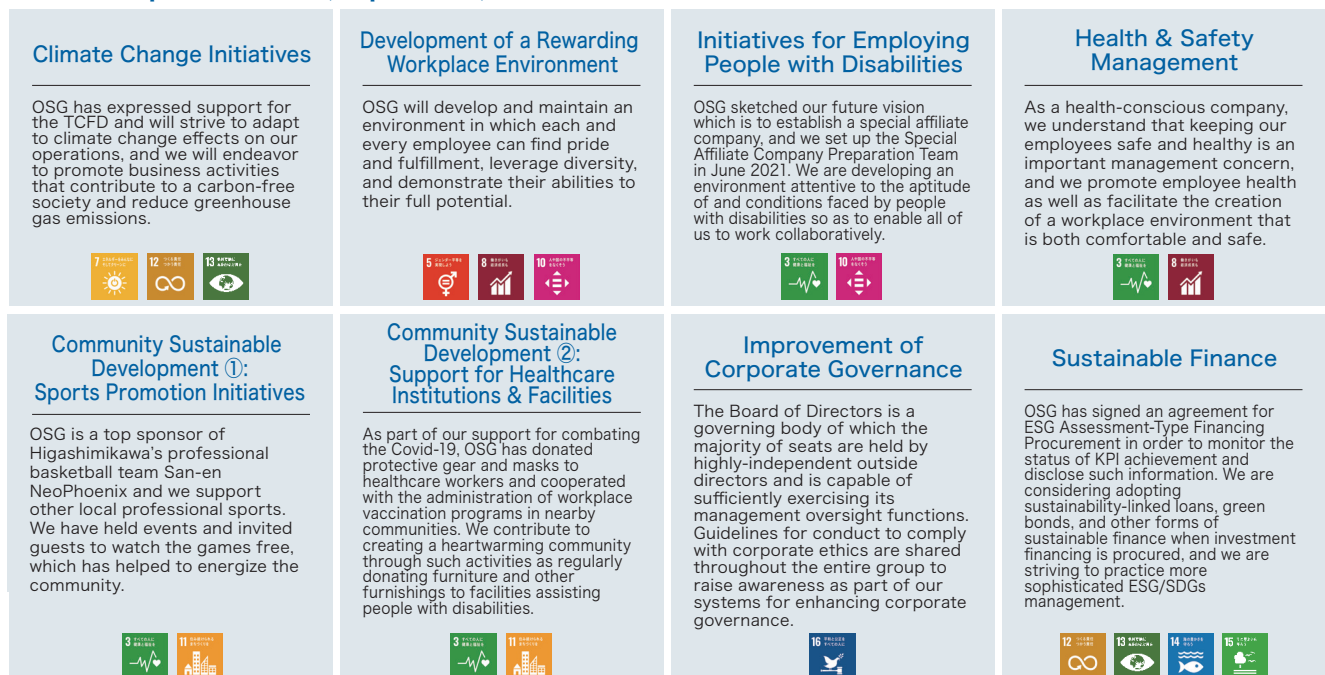 Climate Change Initiatives
OSG has expressed support for
the TCFD and will strive to adapt
to climate change effects on our
operations, and we will endeavor
to promote business activities
that contribute to a carbon-free
society and reduce greenhouse
gas emissions.
7
12
13
Development of a Rewarding
Workplace Environment
OSG will develop and maintain an
environment in which each and
every employee can find pride
and fulfillment, leverage diversity,
and demonstrate their abilities to
their full potential.
5
8
10
Initiatives for Employing
People with Disabilities
OSG sketched our future vision
which is to establish a special affiliate
company, and we set up the Special
Affiliate Company Preparation Team
in June 2021. We are developing an
environment attentive to the aptitude
of and conditions faced by people
with disabilities so as to enable all of
us to work collaboratively.
3
10
Health & Safety
Management
As a health-conscious company,
we understand that keeping our
employees safe and healthy is an
important management concern,
and we promote employee health
as well as facilitate the creation
of a workplace environment that
is both comfortable and safe.
3
8
Community Sustainable
Development ①:
Sports Promotion Initiatives
OSG is a top sponsor of
Higashimikawa's professional
basketball team San-en
NeoPhoenix and we support
other local professional sports.
We have held events and invited
guests to watch the games free,
which has helped to energize the
community.
3
11
Community Sustainable
Development ②:
Support for Healthcare
Institutions & Facilities
As part of our support for combating
the Covid-19, OSG has donated
protective gear and masks to
healthcare workers and cooperated
with the administration of workplace
vaccination programs in nearby
communities. We contribute to
creating a heartwarming community
through such activities as regularly
donating furniture and other
furnishings to facilities assisting
people with disabilities.
3
11
Improvement of
Corporate Governance
The Board of Directors is a
governing body of which the
majority of seats are held by
highly-independent outside
directors and is capable of
sufficiently exercising its
management oversight functions.
Guidelines for conduct to comply
with corporate ethics are shared
throughout the entire group to
raise awareness as part of our
systems for enhancing corporate
governance.
16
Sustainable Finance
OSG has signed an agreement for
ESG Assessment-Type Financing
Procurement in order to monitor the
status of KPI achievement and
disclose such information. We are
considering adopting
sustainability-linked loans, green
bonds, and other forms of
sustainable finance when investment
financing is procured, and we are
striving to practice more
sophisticated ESG/SDGs
management.
12
13
14
15